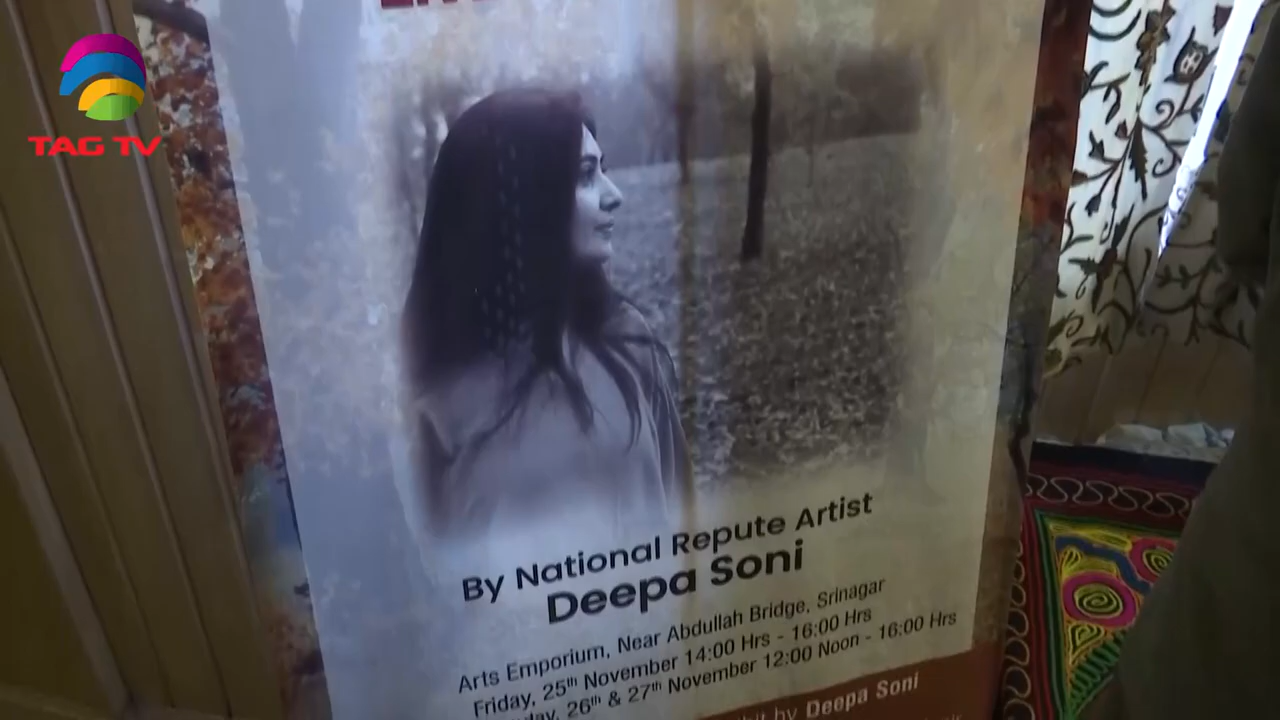 TAG TV
By National Repute Artist
Deepa Soni
Arts Emporium, Near Abdullah Bridge, Srinagar
Friday, 25th November 14:00 Hrs - 16:00 Hrs
26th & 27th November 12:00 Noon - 16:00 Hrs
by Deepa Soni